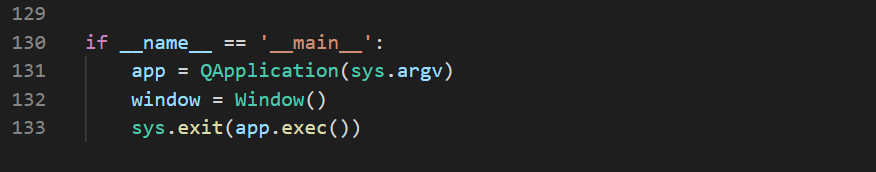 129
130 if __name__ == '__main__':
131     app = QApplication(sys.argv)
132     window = Window()
133     sys.exit(app.exec())